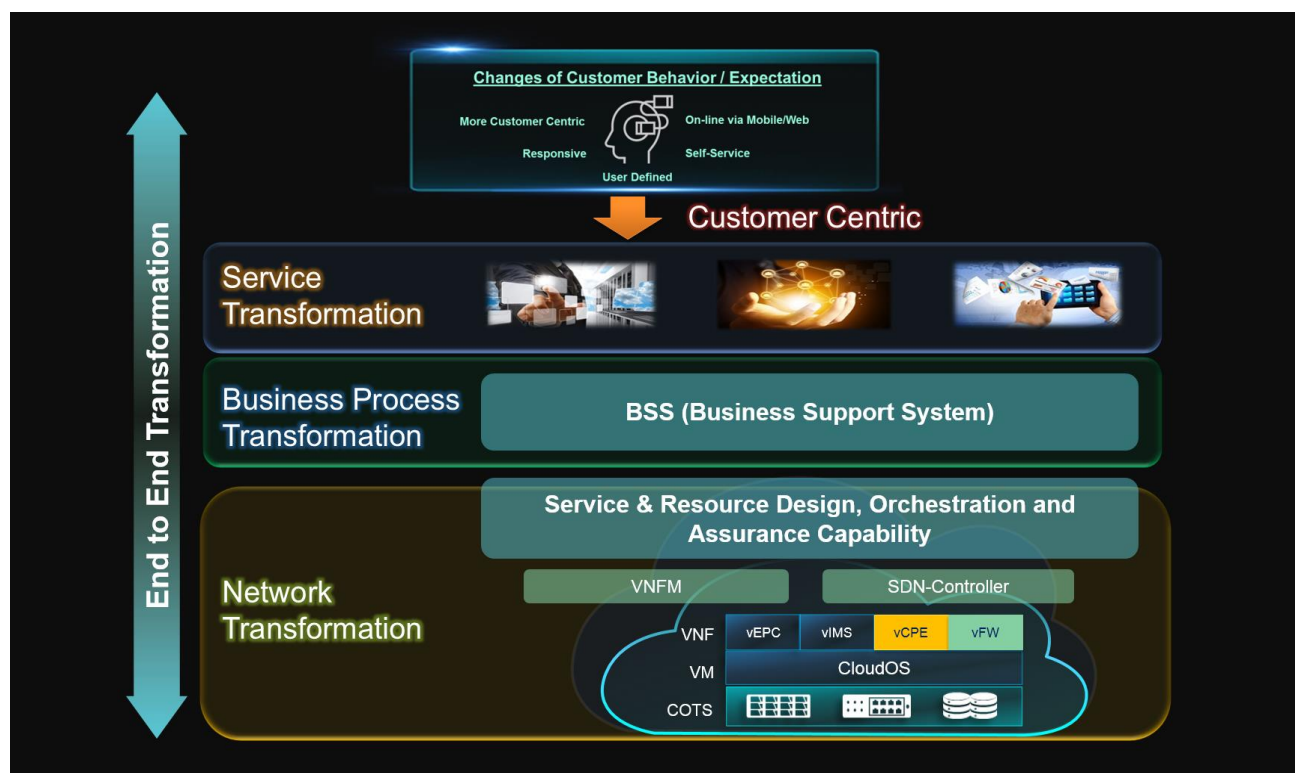 Changes of Customer Behavior / Expectation
More Customer Centric
On-line via Mobile/Web
Responsive
Self-Service
User Defined
Customer Centric
End to End Transformation
Service
Transformation
Business Process
Transformation
BSS (Business Support System)
Service & Resource Design, Orchestration and
Assurance Capability
Network
Transformation
VNFM
SDN-Controller
VNF
vEPC
vIMS
vCPE
vFW
VM
CloudOS
COTS